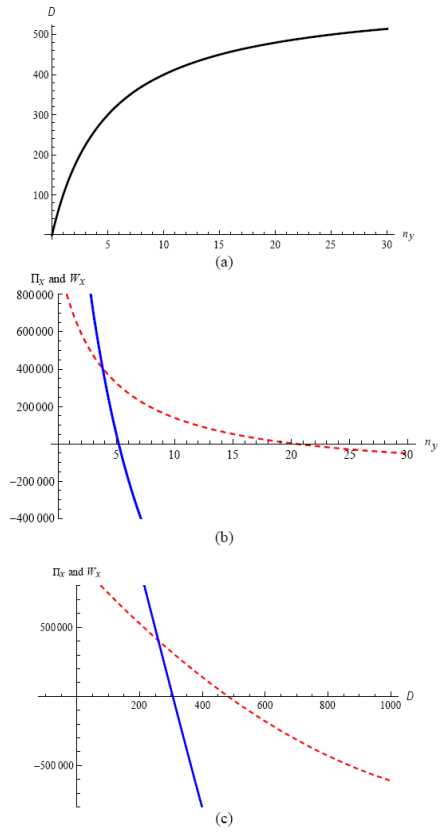 D
500
400
300
200
100
5 10 15 20 25 30 n_y
(a)
Π_x and W_x
800 000
600 000
400 000
200 000
5 10 15 20 25 30 n_y
−200 000
−400 000
(b)
Π_x and W_x
500 000
200 400 600 800 1000 D
−500 000
(c)